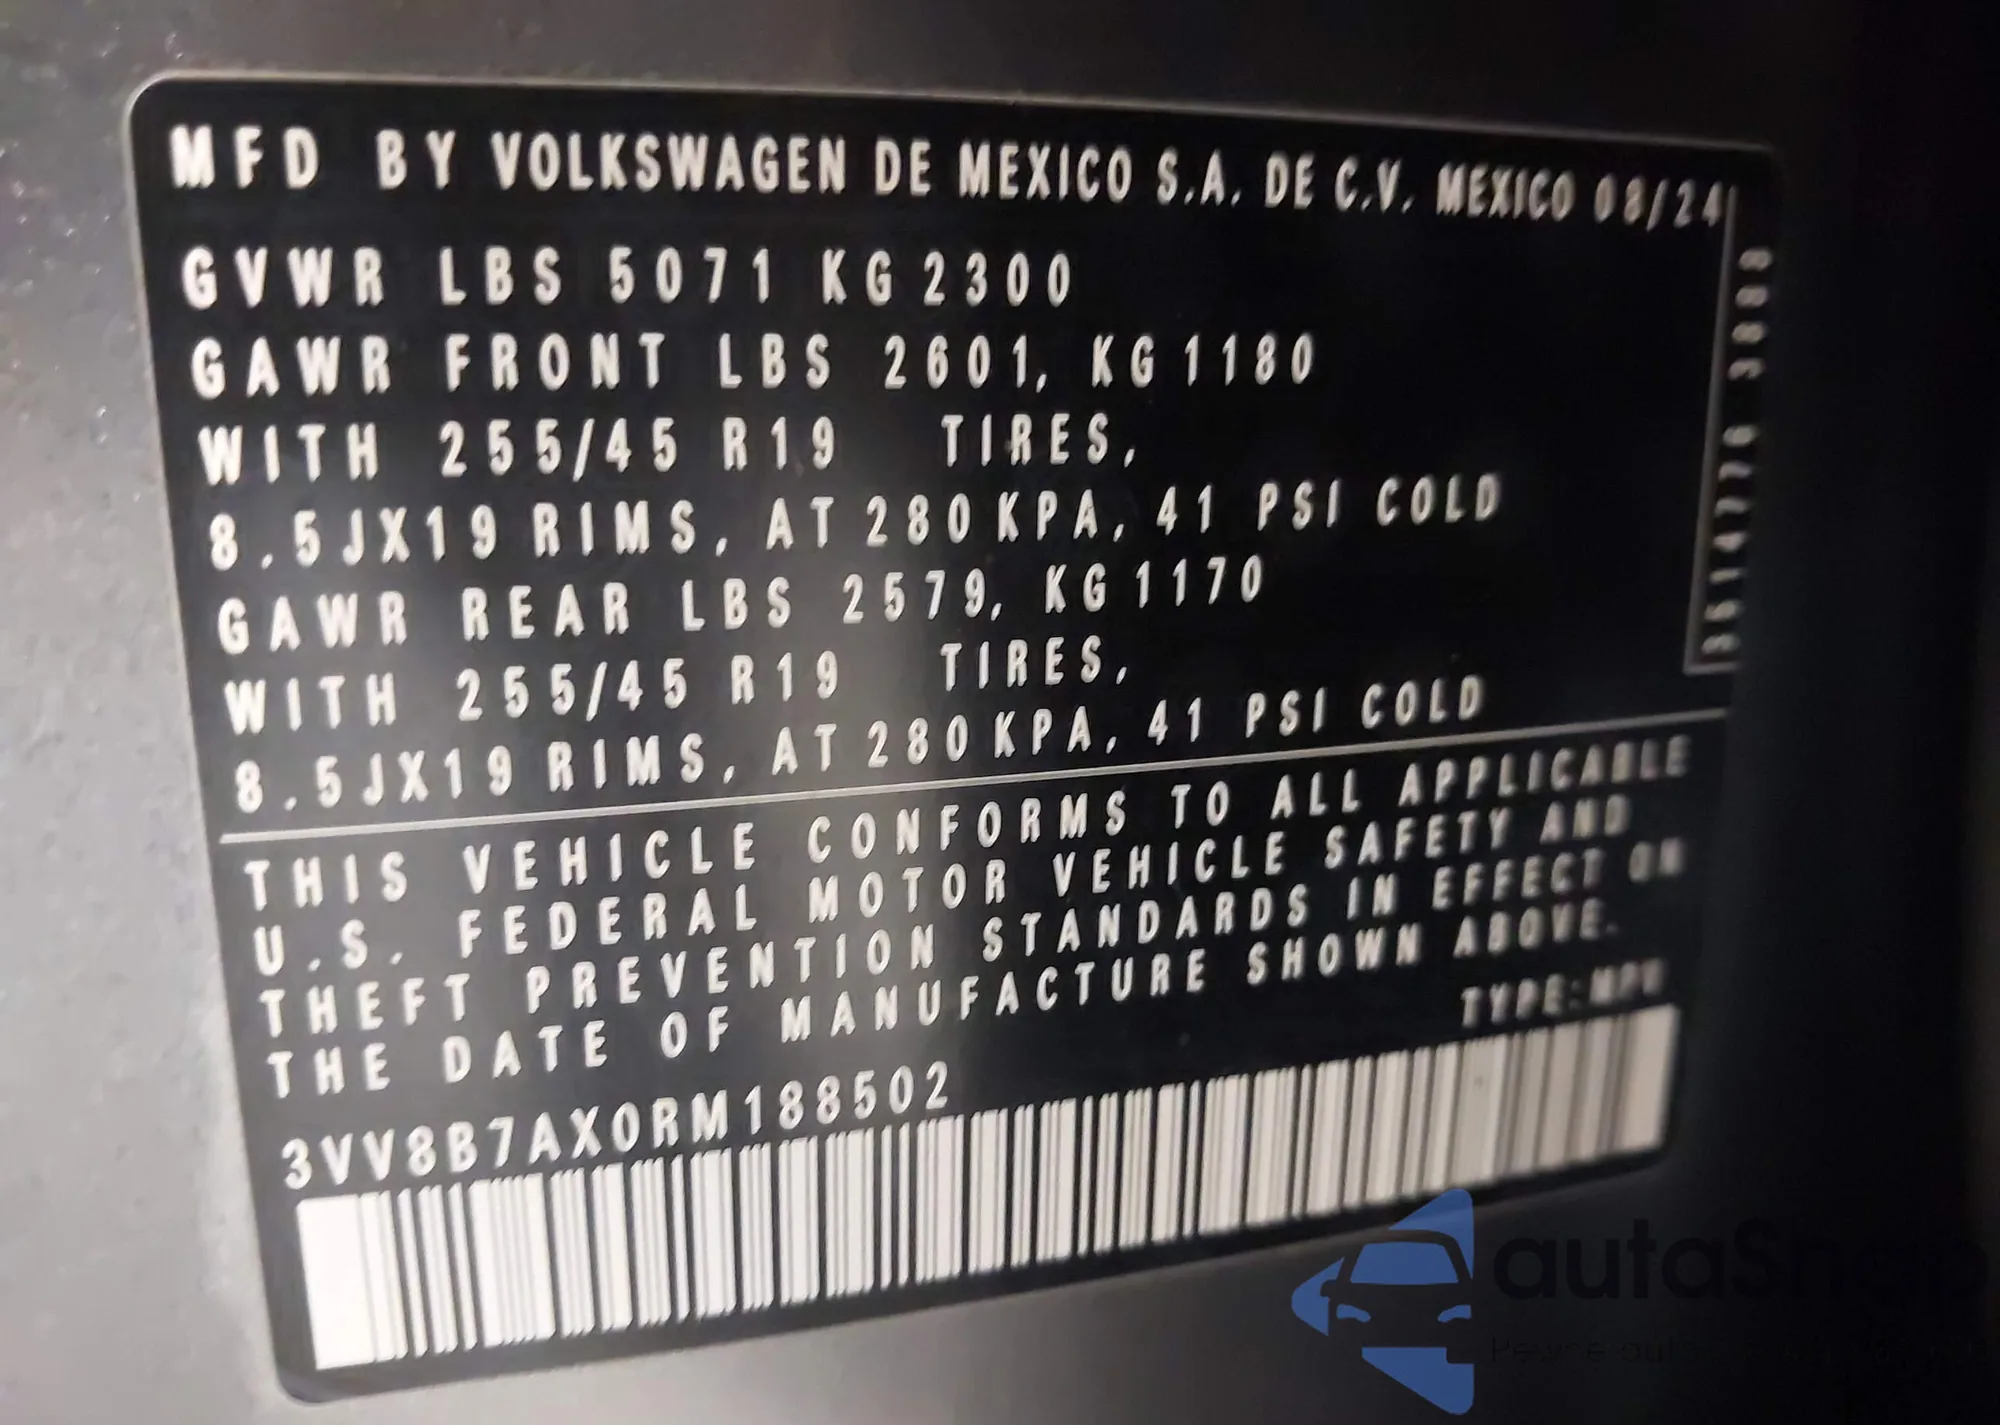 MFD BY VOLKSWAGEN DE MEXICO S.A. DE C.V. MEXICO 08/24
GVWR LBS 5071 KG 2300
GAWR FRONT LBS 2601, KG 1180
WITH 255/45 R19 TIRES,
8.5JX19 RIMS, AT 280 KPA, 41 PSI COLD
GAWR REAR LBS 2579, KG 1170
WITH 255/45 R19 TIRES,
8.5JX19 RIMS, AT 280 KPA, 41 PSI COLD
THIS VEHICLE CONFORMS TO ALL APPLICABLE
U.S. FEDERAL MOTOR VEHICLE SAFETY AND
THEFT PREVENTION STANDARDS IN EFFECT ON
THE DATE OF MANUFACTURE SHOWN ABOVE.
TYPE: MPV
3VV8B7AX0RM188502
autaShop